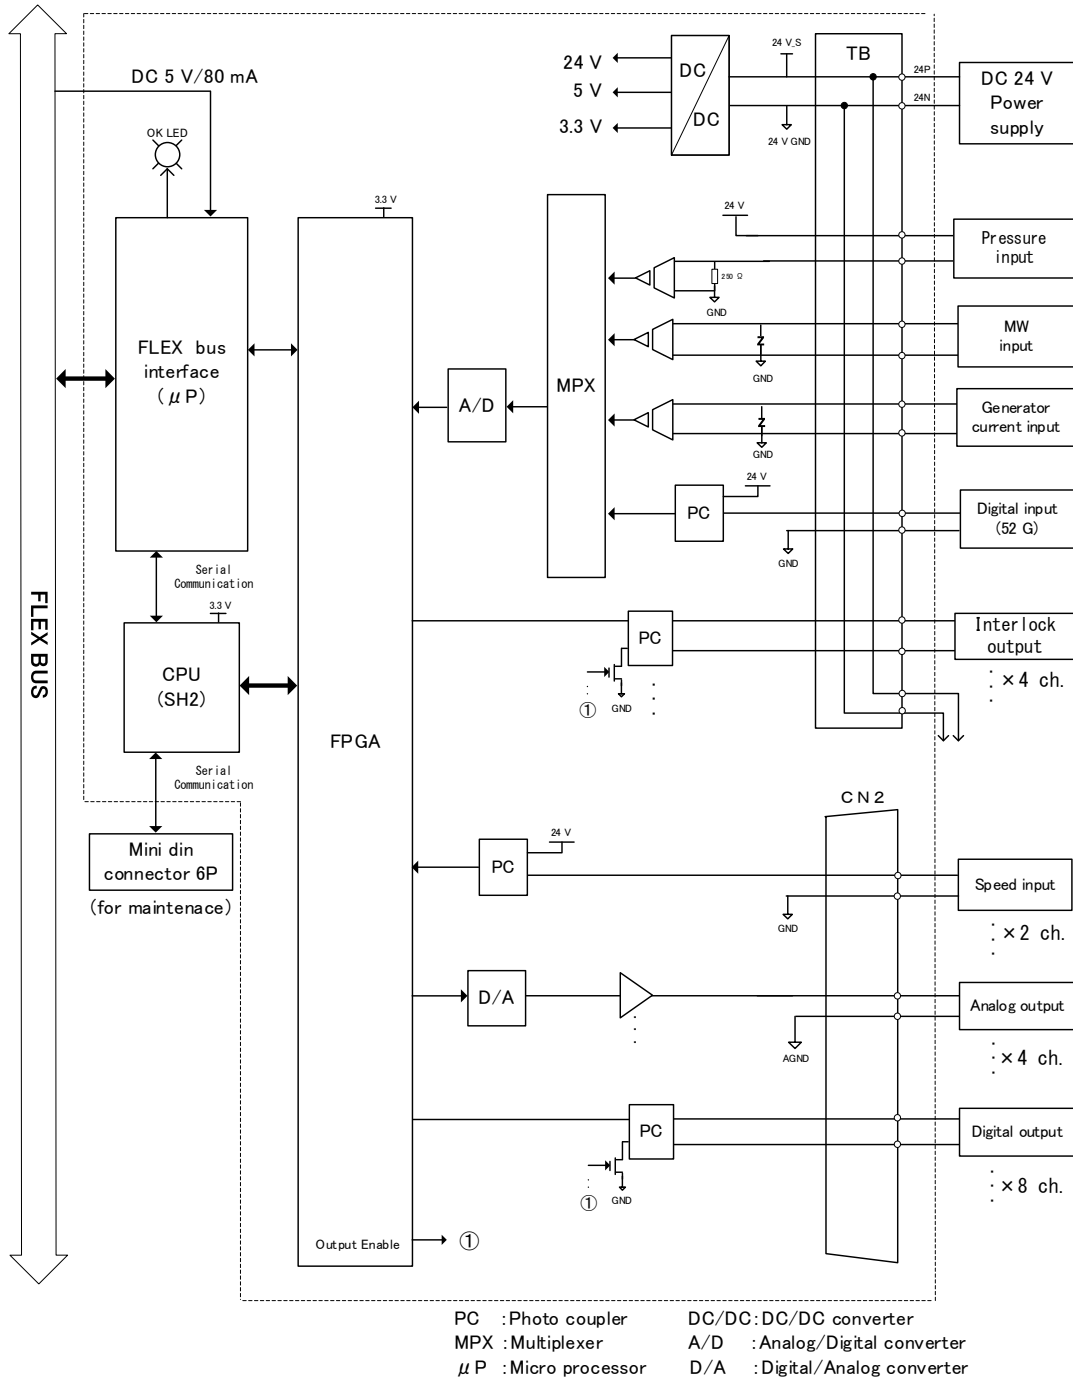 DC 5 V/80 mA
OK LED
24 V
5 V
3.3 V
DC
DC
24 V_S
24 V GND
TB
24P
24N
DC 24 V
Power
supply
3.3 V
24 V
Pressure
input
250 Ω
GND
FLEX bus
interface
(μP)
A/D
MPX
MW
input
GND
Generator
current input
GND
24 V
PC
Digital input
(52 G)
GND
Serial
Communication
3.3 V
FLEX BUS
CPU
(SH2)
FPGA
PC
Interlock
output
×4 ch.
①
GND
Serial
Communication
CN2
Mini din
connector 6P
(for maintenace)
24 V
PC
Speed input
GND
×2 ch.
D/A
Analog output
AGND
×4 ch.
PC
Digital output
①
GND
×8 ch.
Output Enable
①
PC :Photo coupler
DC/DC:DC/DC converter
MPX :Multiplexer
A/D :Analog/Digital converter
μP :Micro processor
D/A :Digital/Analog converter